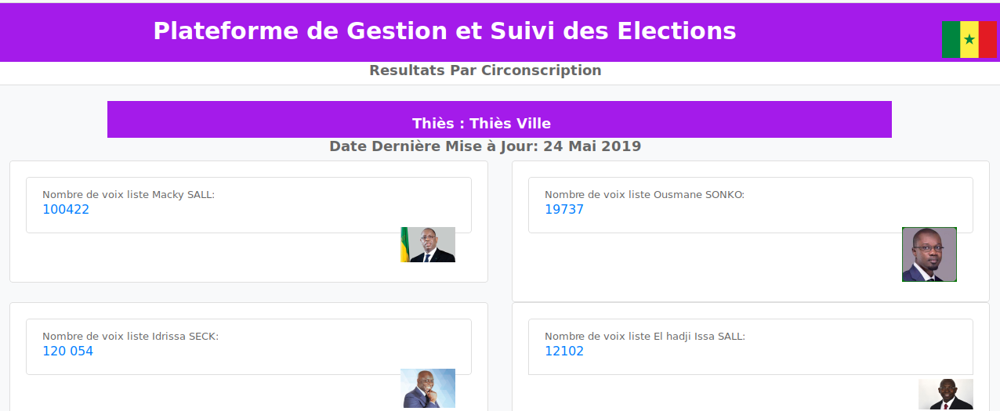 Plateforme de Gestion et Suivi des Elections
Resultats Par Circonscription
Thiès : Thiès Ville
Date Dernière Mise à Jour: 24 Mai 2019
Nombre de voix liste Macky SALL:
100422
Nombre de voix liste Ousmane SONKO:
19737
Nombre de voix liste Idrissa SECK:
120 054
Nombre de voix liste El hadji Issa SALL:
12102